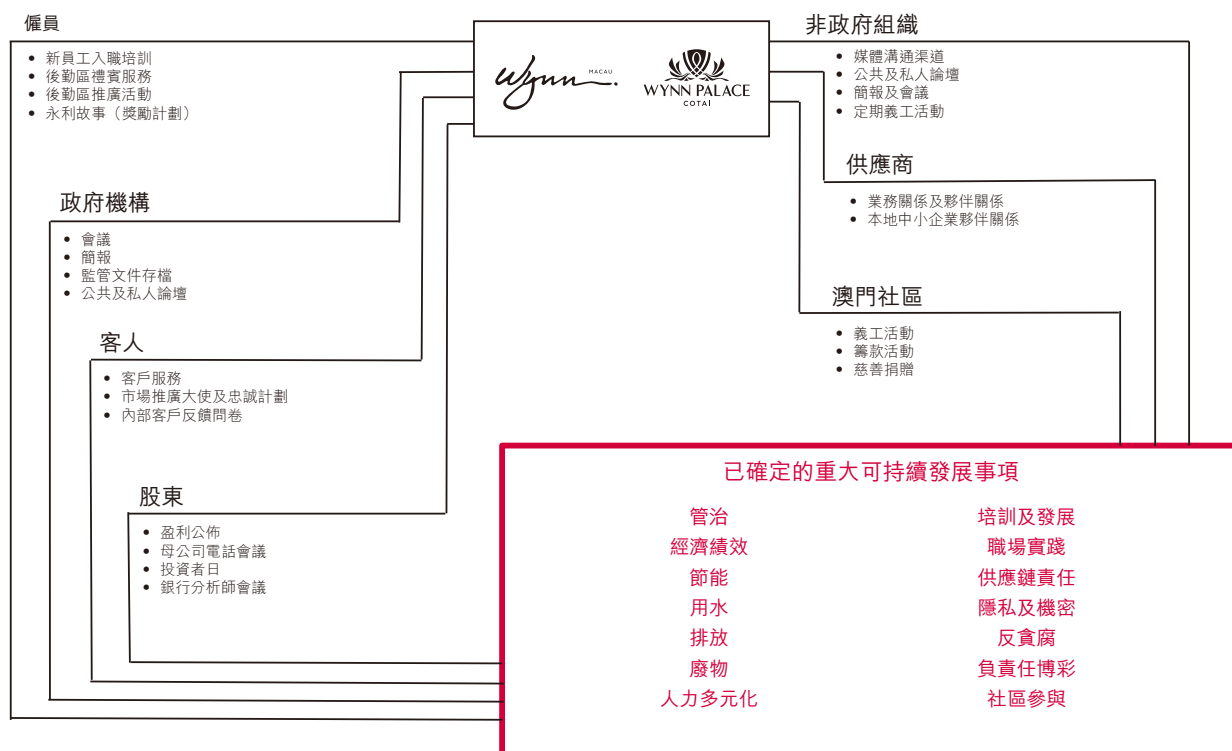 僱員
• 新員工入職培訓
• 後勤區禮賓服務
• 後勤區推廣活動
• 永利故事（獎勵計劃）
Wynn MACAU.
WYNN PALACE
COTAI
非政府組織
• 媒體溝通渠道
• 公共及私人論壇
• 簡報及會議
• 定期義工活動
供應商
• 業務關係及夥伴關係
• 本地中小企業夥伴關係
政府機構
• 會議
• 簡報
• 監管文件存檔
• 公共及私人論壇
澳門社區
• 義工活動
• 籌款活動
• 慈善捐贈
客人
• 客戶服務
• 市場推廣大使及忠誠計劃
• 內部客戶反饋問卷
股東
• 盈利公佈
• 母公司電話會議
• 投資者日
• 銀行分析師會議
已確定的重大可持續發展事項
管治
經濟績效
節能
用水
排放
廢物
人力多元化
培訓及發展
職場實踐
供應鏈責任
隱私及機密
反貪腐
負責任博彩
社區參與